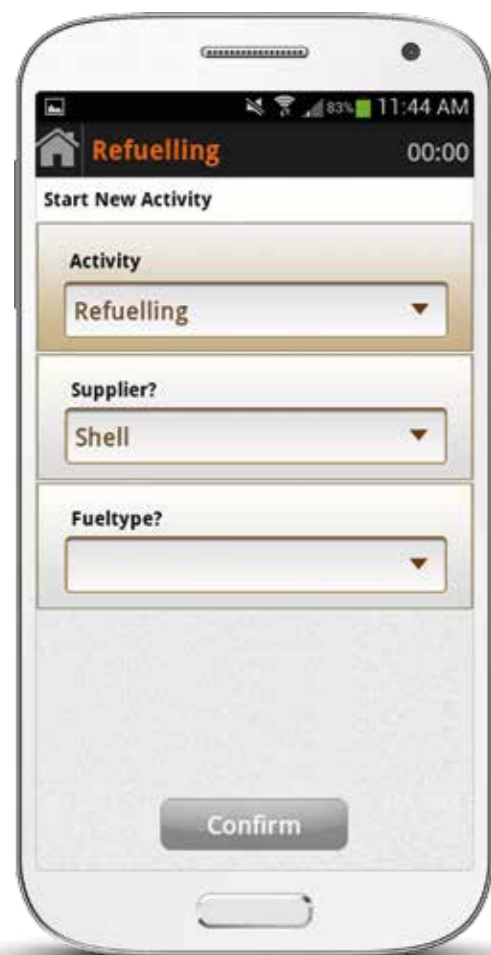 83% 11:44 AM
Refuelling 00:00
Start New Activity
Activity
Refuelling
Supplier?
Shell
Fueltype?
Confirm